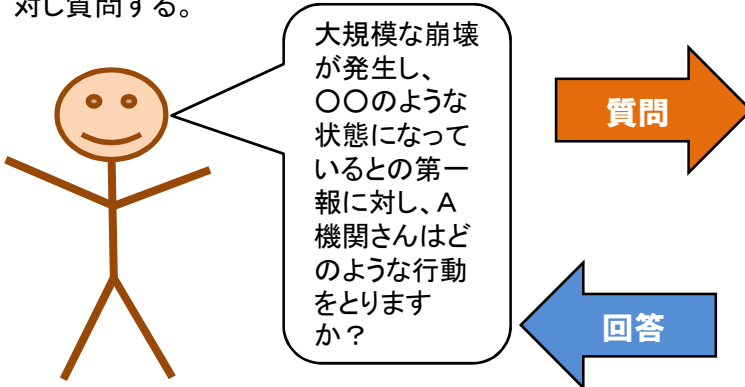 対し質問する。
大規模な崩壊
が発生し、
〇〇のような
状態になって
いるとの第一
報に対し、A
機関さんはど
のような行動
をとります
か?
質問
回答